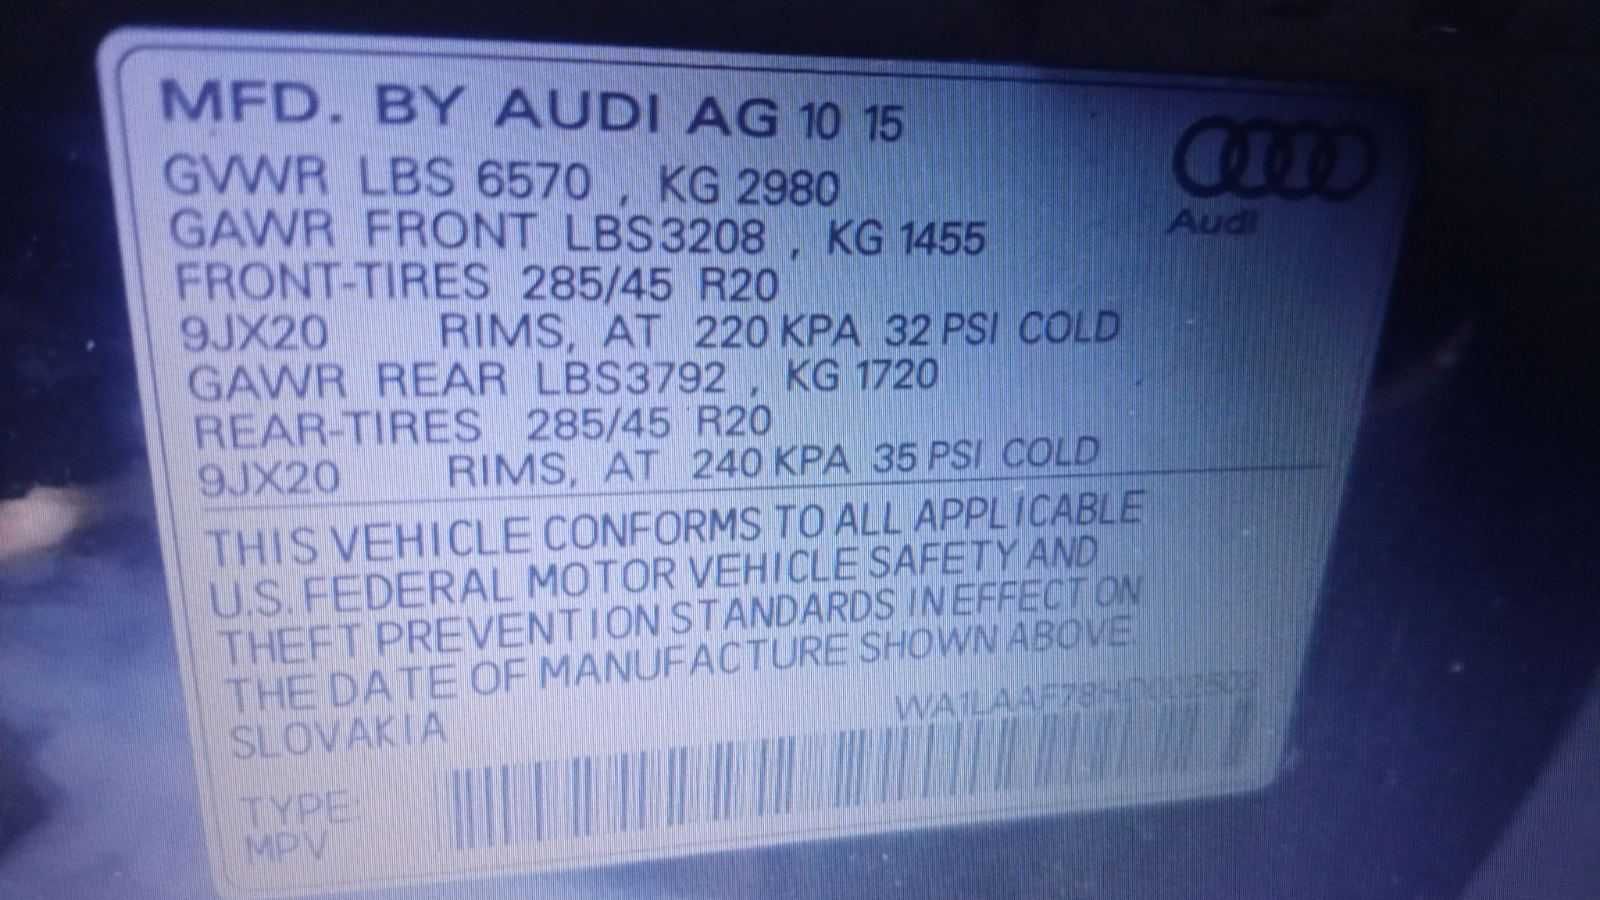 MFD. BY AUDI AG 10 15
Audi
GVWR LBS 6570 , KG 2980
GAWR FRONT LBS3208 , KG 1455
FRONT-TIRES 285/45 R20
9JX20 RIMS, AT 220 KPA 32 PSI COLD
GAWR REAR LBS3792 , KG 1720
REAR-TIRES 285/45 R20
9JX20 RIMS, AT 240 KPA 35 PSI COLD
THIS VEHICLE CONFORMS TO ALL APPLICABLE
U.S. FEDERAL MOTOR VEHICLE SAFETY AND
THEFT PREVENTION STANDARDS IN EFFECT ON
THE DATE OF MANUFACTURE SHOWN ABOVE.
SLOVAKIA
TYPE:
MPV